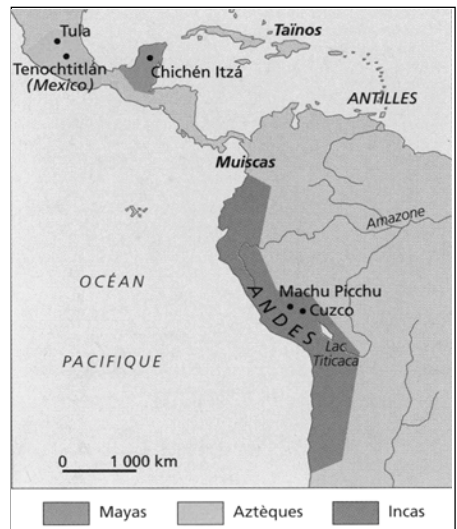 Tula
Taïnos
Tenochtitlán
(Mexico)
Chichén Itzá
ANTILLES
Muiscas
Amazone
OCÉAN
Machu Picchu
Cuzco
ANDES
Lac
Titicaca
PACIFIQUE
0 1 000 km
Mayas Aztèques Incas